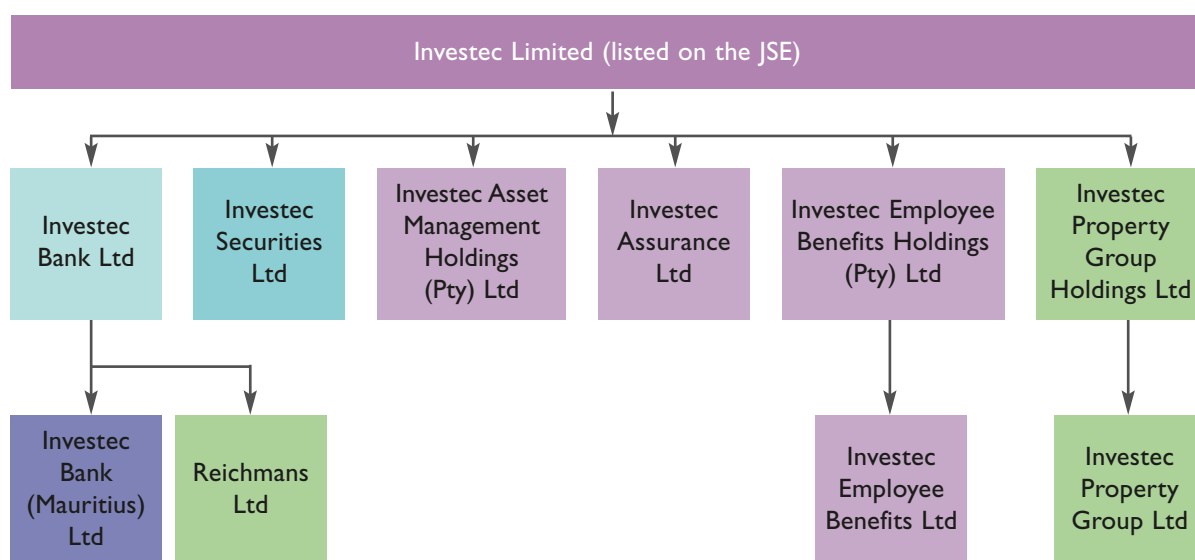 Investec Limited (listed on the JSE)
Investec
Bank Ltd
Investec
Securities
Ltd
Investec Asset
Management
Holdings
(Pty) Ltd
Investec
Assurance
Ltd
Investec Employee
Benefits Holdings
(Pty) Ltd
Investec
Property
Group
Holdings Ltd
Investec
Bank
(Mauritius)
Ltd
Reichmans
Ltd
Investec
Employee
Benefits Ltd
Investec
Property
Group Ltd